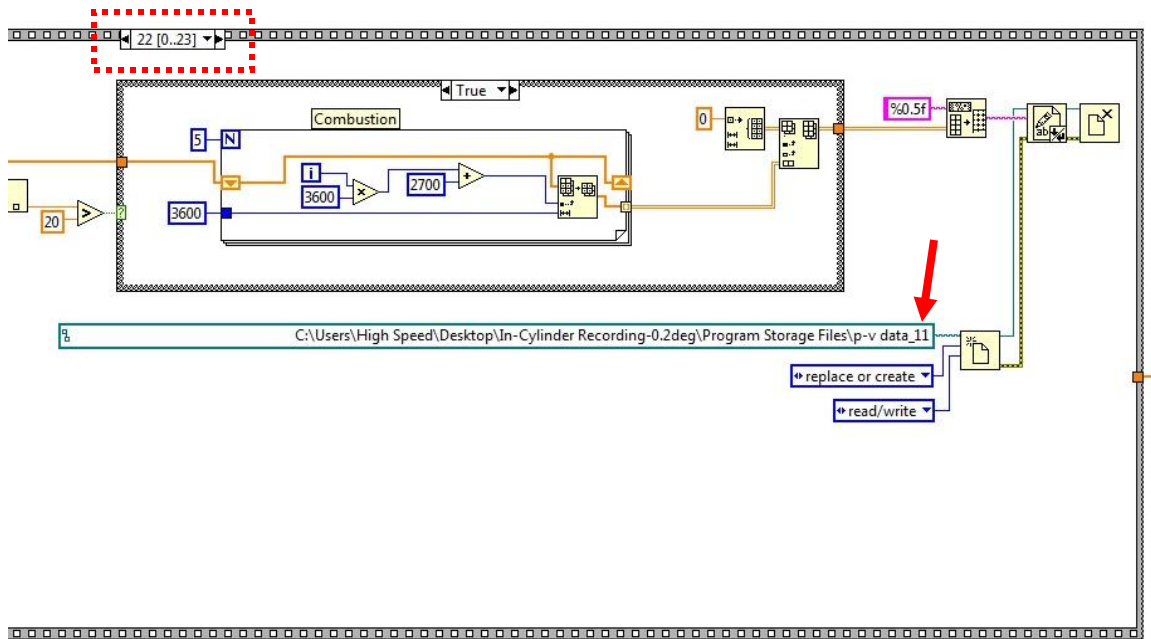 22 [0..23]
True
Combustion
5
N
i
3600
2700
3600
20
>
?
x
+
0
%0.5f
ab
C:\Users\High Speed\Desktop\In-Cylinder Recording-0.2deg\Program Storage Files\p-v data_11
replace or create
read/write